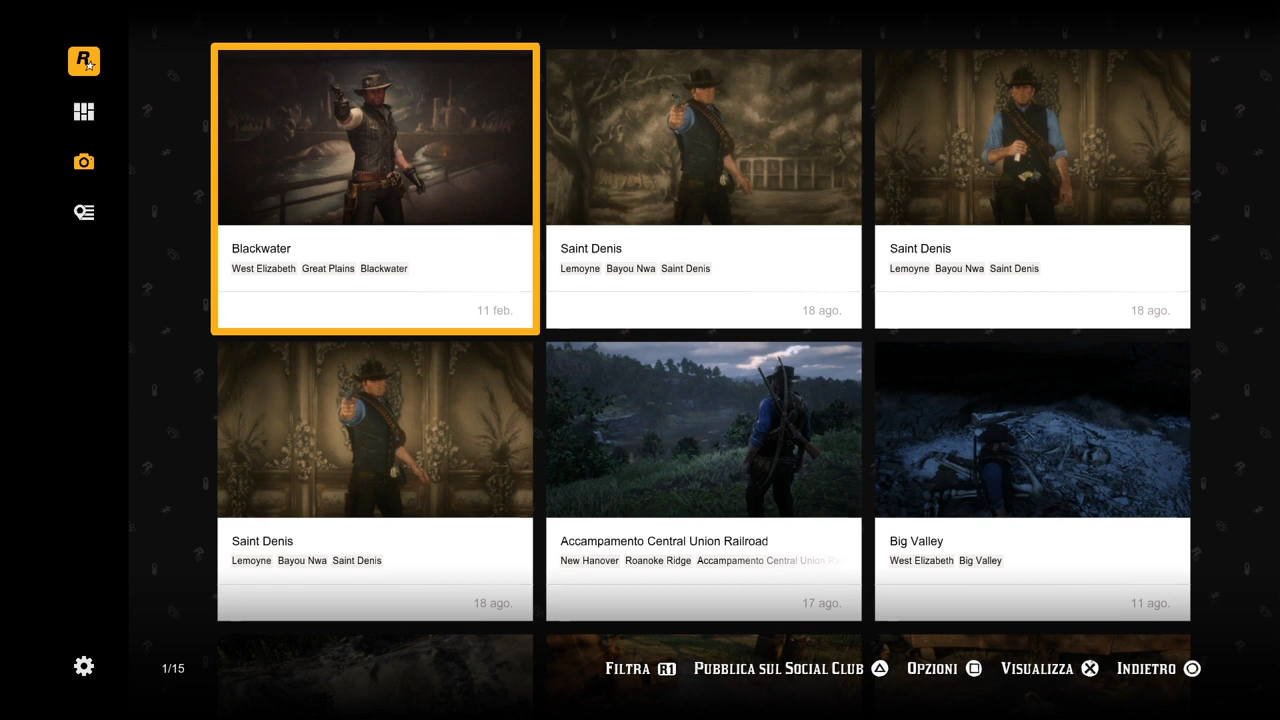 Blackwater
West Elizabeth Great Plains Blackwater
11 feb.
Saint Denis
Lemoyne Bayou Nwa Saint Denis
18 ago.
Saint Denis
Lemoyne Bayou Nwa Saint Denis
18 ago.
Saint Denis
Lemoyne Bayou Nwa Saint Denis
18 ago.
Accampamento Central Union Railroad
New Hanover Roanoke Ridge Accampamento Central Union
17 ago.
Big Valley
West Elizabeth Big Valley
11 ago.
1/15
FILTRA R1 PUBBLICA SUL SOCIAL CLUB OPZIONI VISUALIZZA INDIETRO
R